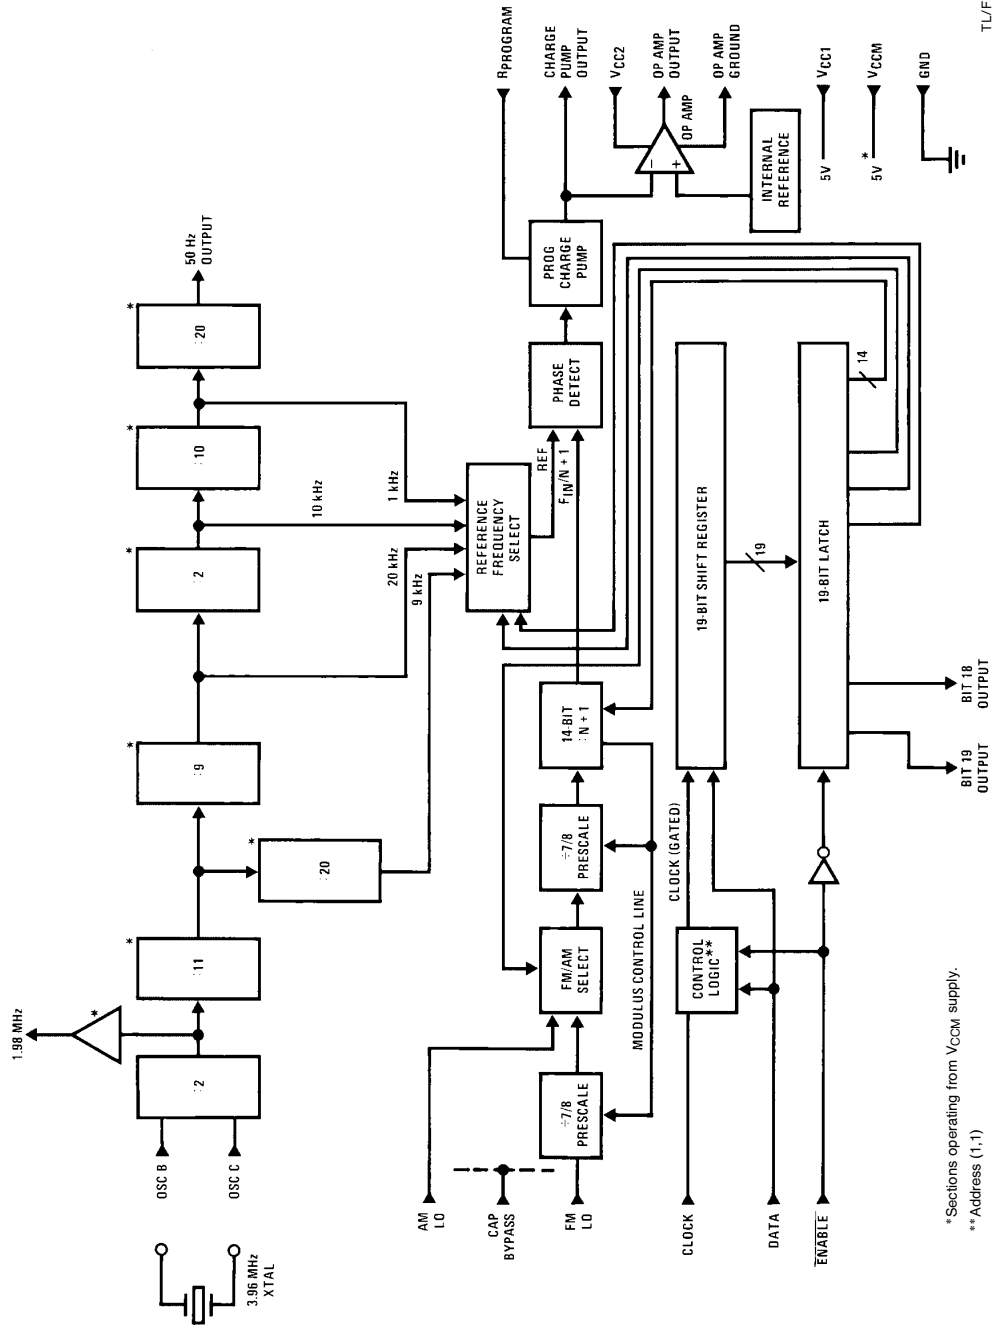 3.96 MHz
XTAL
OSC B
OSC C
÷2
1.98 MHz
*
÷11
*
÷9
*
÷2
*
÷10
*
÷20
*
50 Hz
OUTPUT
÷20
*
10 kHz
1 kHz
20 kHz
9 kHz
REFERENCE
FREQUENCY
SELECT
REF
FIN/N + 1
PHASE
DETECT
PROG
CHARGE
PUMP
RPROGRAM
CHARGE
PUMP
OUTPUT
VCC2
OP AMP
OUTPUT
OP AMP
GROUND
OP AMP
−
+
INTERNAL
REFERENCE
5V
VCC1
5V *
VCCM
GND
AM
LO
CAP
BYPASS
FM
LO
÷7/8
PRESCALE
FM/AM
SELECT
÷7/8
PRESCALE
14-BIT
÷N + 1
MODULUS CONTROL LINE
CLOCK
DATA
ENABLE
CONTROL
LOGIC**
CLOCK (GATED)
19-BIT SHIFT REGISTER
19
19-BIT LATCH
14
BIT 19
OUTPUT
BIT 18
OUTPUT
*Sections operating from VCCM supply.
**Address (1,1)
TL/F